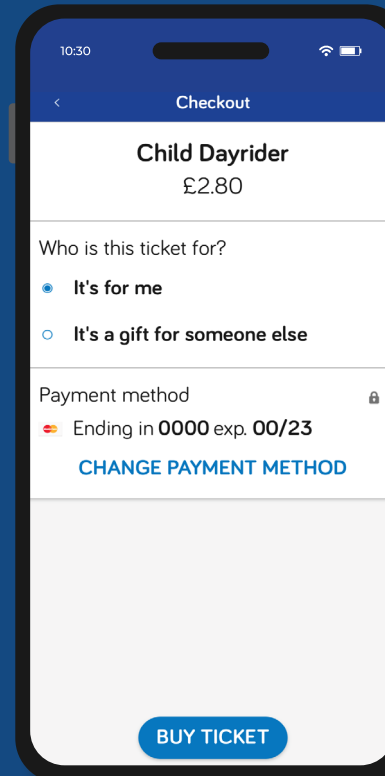 10:30
<
Checkout
Child Dayrider
£2.80
Who is this ticket for?
It's for me
It's a gift for someone else
Payment method
Ending in 0000 exp. 00/23
CHANGE PAYMENT METHOD
BUY TICKET